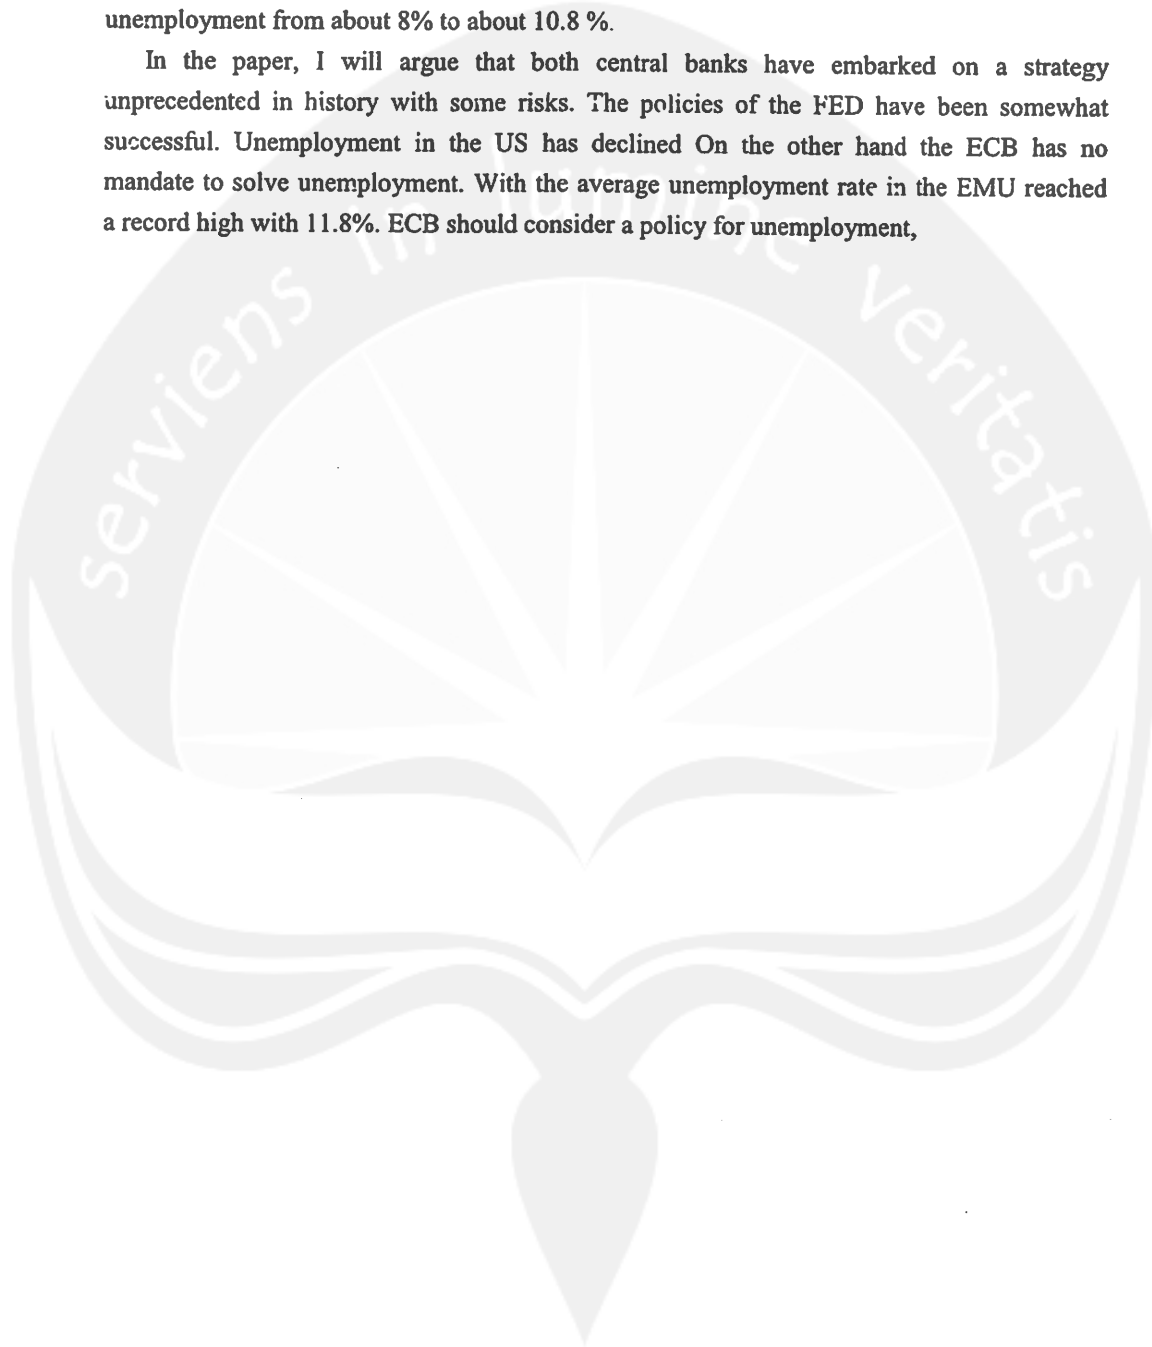 unemployment from about 8% to about 10.8 %.
In the paper, I will argue that both central banks have embarked on a strategy
unprecedented in history with some risks. The policies of the FED have been somewhat
successful. Unemployment in the US has declined On the other hand the ECB has no
mandate to solve unemployment. With the average unemployment rate in the EMU reached
a record high with 11.8%. ECB should consider a policy for unemployment,
serviens in lumine veritatis